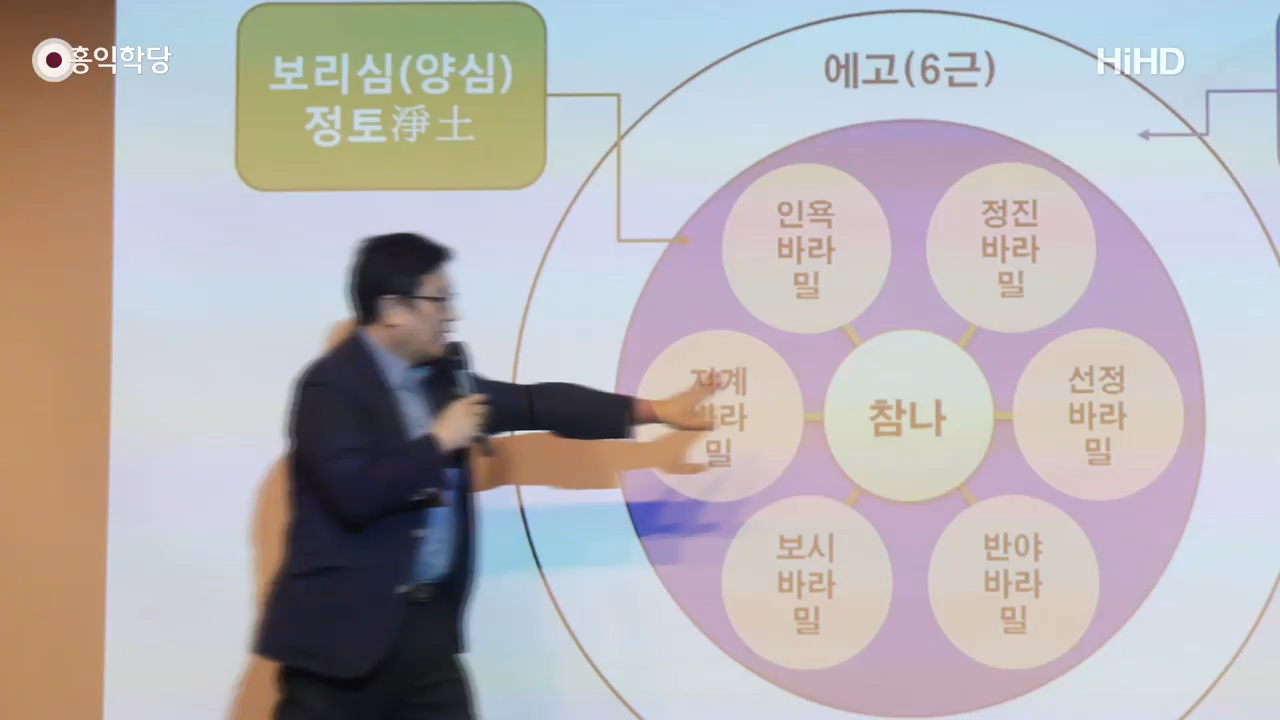 홍익학당
HiHD
보리심(양심)
정토淨土
에고(6근)
인욕
바라
밀
정진
바라
밀
지계
바라
밀
참나
선정
바라
밀
보시
바라
밀
반야
바라
밀